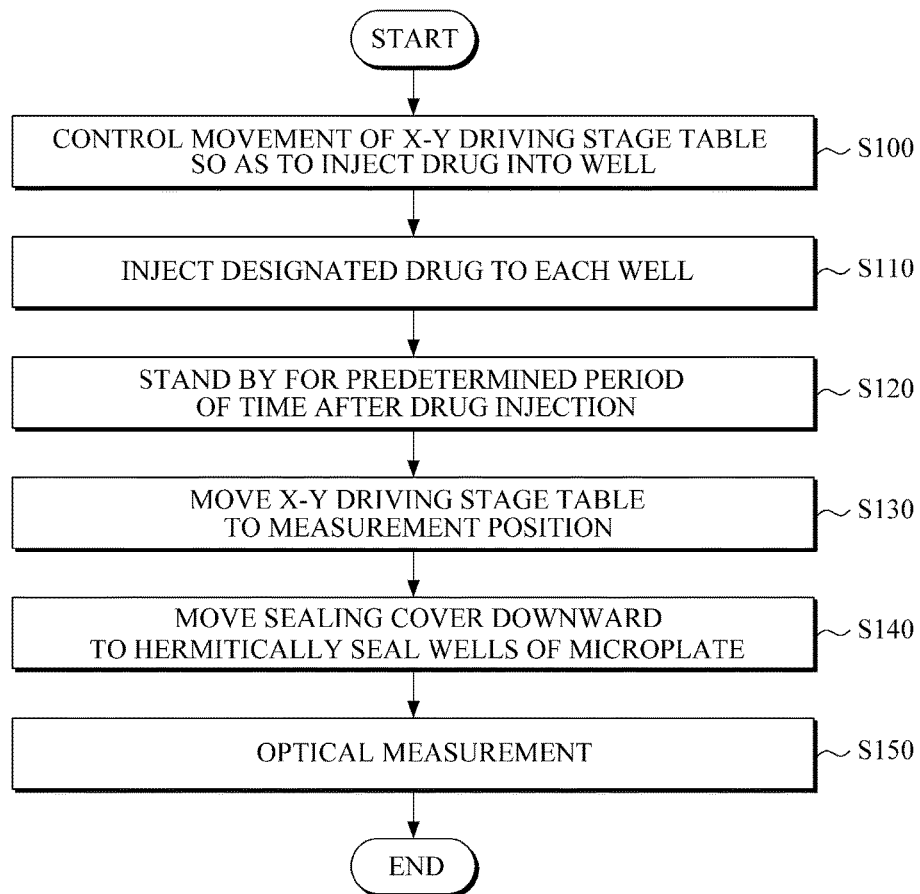 START
CONTROL MOVEMENT OF X-Y DRIVING STAGE TABLE
SO AS TO INJECT DRUG INTO WELL
S100
INJECT DESIGNATED DRUG TO EACH WELL
S110
STAND BY FOR PREDETERMINED PERIOD
OF TIME AFTER DRUG INJECTION
S120
MOVE X-Y DRIVING STAGE TABLE
TO MEASUREMENT POSITION
S130
MOVE SEALING COVER DOWNWARD
TO HERMITICALLY SEAL WELLS OF MICROPLATE
S140
OPTICAL MEASUREMENT
S150
END